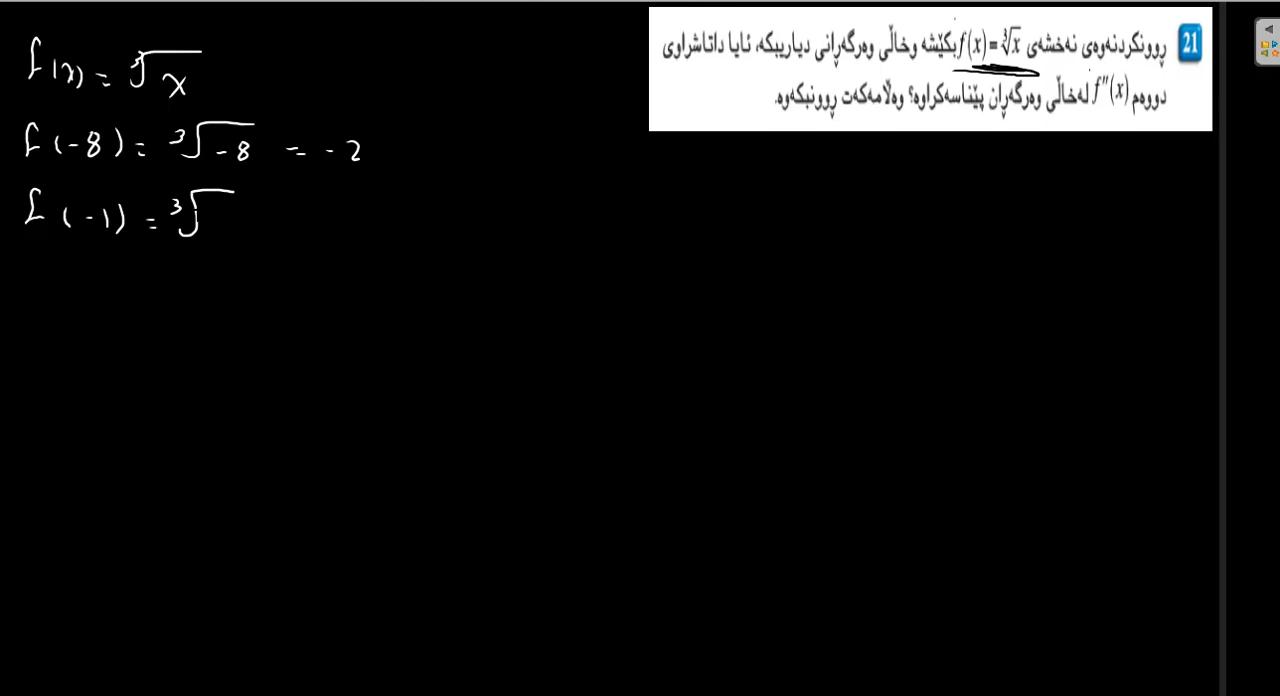 f(x) = ∛x
f(-8) = ∛-8 = -2
f(-1) = ∛
21 ڕوونکردنەوەی نەخشەی f(x) = ∛x بکێشە وخاڵی وەرگەڕانی دیاریبکە، ئایا داتاشراوی
دووەم f″(x) لەخاڵی وەرگەڕان پێناسەکراوە؟ وەڵامەکەت ڕوونبکەوە.